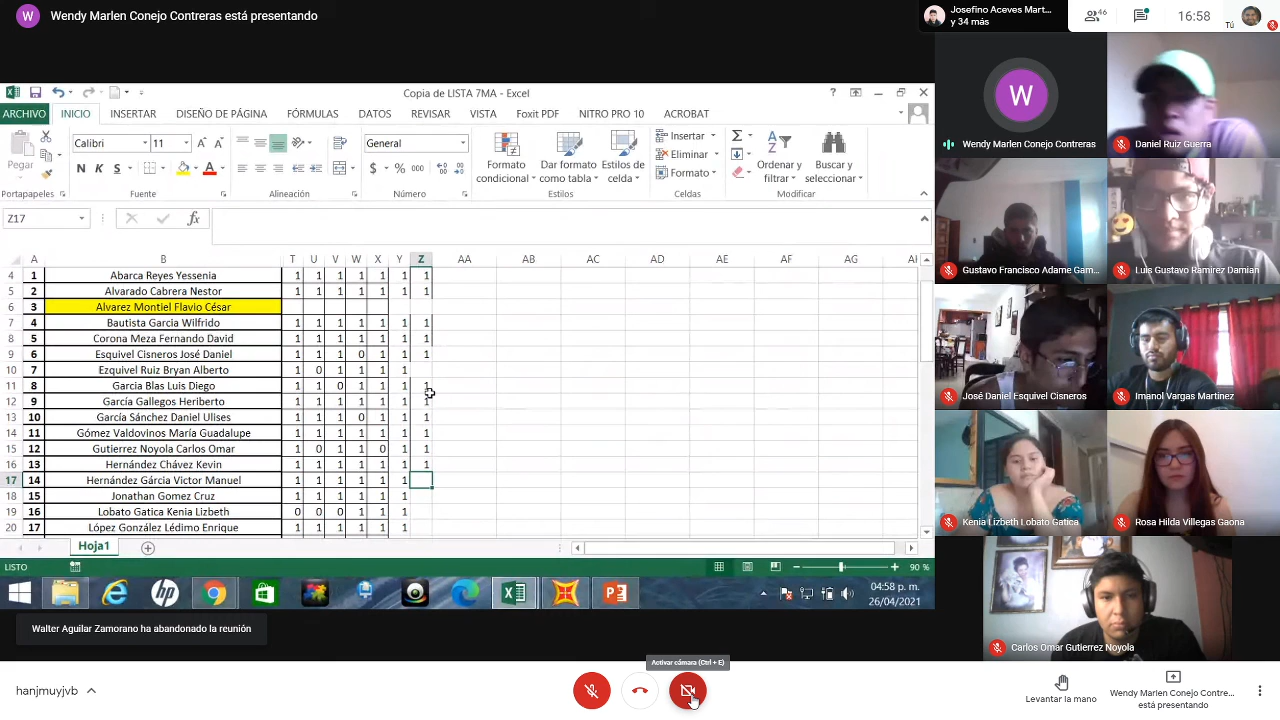 W Wendy Marlen Conejo Contreras está presentando
Josefino Aceves Mart...
y 34 más
46
16:58
Tú
Copia de LISTA 7MA - Excel
ARCHIVO INICIO INSERTAR DISEÑO DE PÁGINA FÓRMULAS DATOS REVISAR VISTA Foxit PDF NITRO PRO 10 ACROBAT
Pegar
Calibri 11
N K S
General
$ % 000
Formato condicional
Dar formato como tabla
Estilos de celda
Insertar
Eliminar
Formato
Ordenar y filtrar
Buscar y seleccionar
Portapapeles Fuente Alineación Número Estilos Celdas Modificar
Z17 fx
A B T U V W X Y Z AA AB AC AD AE AF AG AH
4 1 Abarca Reyes Yessenia 1 1 1 1 1 1 1
5 2 Alvarado Cabrera Nestor 1 1 1 1 1 1 1
6 3 Alvarez Montiel Flavio César
7 4 Bautista Garcia Wilfrido 1 1 1 1 1 1 1
8 5 Corona Meza Fernando David 1 1 1 1 1 1 1
9 6 Esquivel Cisneros José Daniel 1 1 1 0 1 1 1
10 7 Ezquibel Ruiz Bryan Alberto 1 0 1 1 1 1
11 8 Garcia Blas Luis Diego 1 1 0 1 1 1 1
12 9 García Gallegos Heriberto 1 1 1 1 1 1 1
13 10 García Sánchez Daniel Ulises 1 1 1 0 1 1 1
14 11 Gómez Valdovinos María Guadalupe 1 1 1 1 1 1 1
15 12 Gutierrez Noyola Carlos Omar 1 0 1 1 0 1 1
16 13 Hernández Chávez Kevin 1 1 1 1 1 1 1
17 14 Hernández Gárcia Victor Manuel 1 1 1 1 1 1
18 15 Jonathan Gomez Cruz 1 1 1 1 1 1
19 16 Lobato Gatica Kenia Lizbeth 0 0 0 1 1 1
20 17 López González Lédimo Enrique 1 1 1 1 1 1
Hoja1
LISTO
90 %
04:58 p. m.
26/04/2021
Walter Aguilar Zamorano ha abandonado la reunión
W
Wendy Marlen Conejo Contreras
Daniel Ruiz Guerra
Gustavo Francisco Adame Gam...
Luis Gustavo Ramirez Damian
José Daniel Esquivel Cisneros
Imanol Vargas Martinez
Kenia Lizbeth Lobato Gatica
Rosa Hilda Villegas Gaona
Carlos Omar Gutierrez Noyola
Activar cámara (Ctrl + E)
hanjmuyjvb
Levantar la mano
Wendy Marlen Conejo Contre...
está presentando